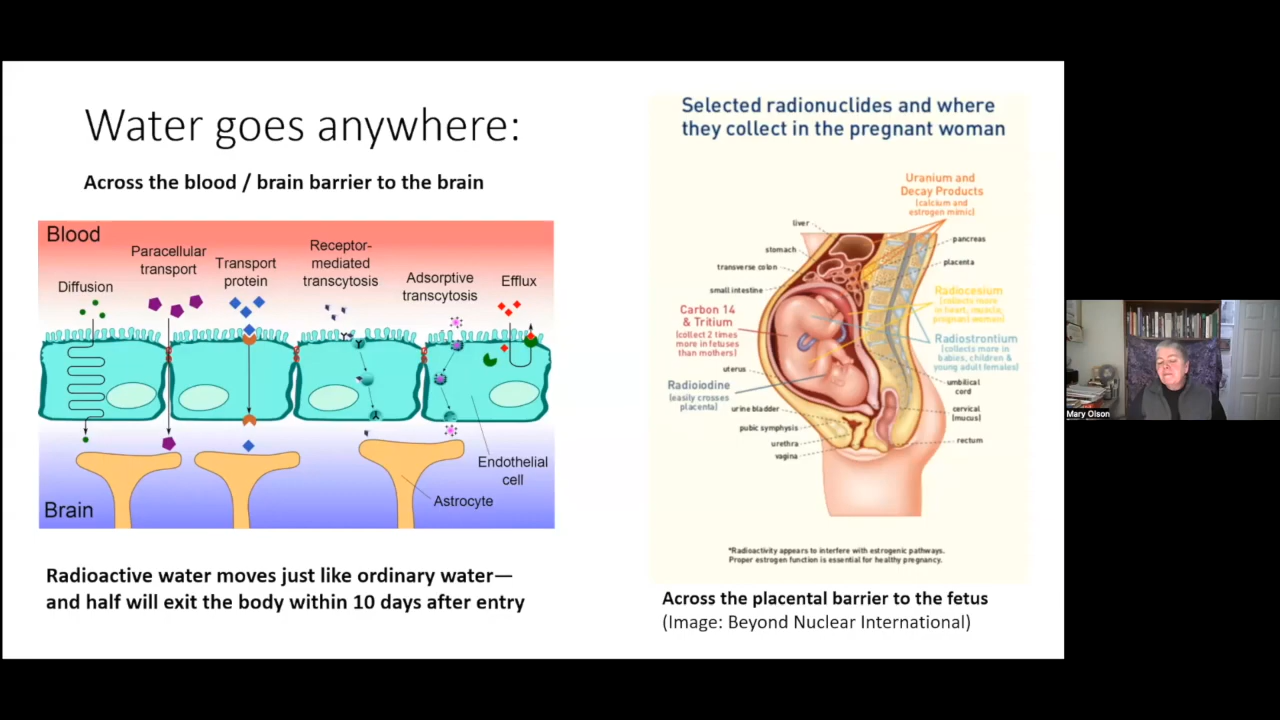 Water goes anywhere:
Across the blood / brain barrier to the brain
Blood
Diffusion
Paracellular
transport
Transport
protein
Receptor-
mediated
transcytosis
Adsorptive
transcytosis
Efflux
Endothelial
cell
Astrocyte
Brain
Radioactive water moves just like ordinary water—
and half will exit the body within 10 days after entry
Selected radionuclides and where
they collect in the pregnant woman
Uranium and
Decay Products
(calcium and
estrogen mimic)
liver
stomach
transverse colon
small intestine
Carbon 14
& Tritium
(collect 2 times
more in fetuses
than mothers)
uterus
Radioiodine
(easily crosses
placenta)
urine bladder
pubic symphysis
urethra
vagina
pancreas
placenta
Radiocesium
(collects more
in heart, muscle,
pregnant woman)
Radiostrontium
(collects more in
babies, children &
young adult females)
umbilical
cord
cervical
(mucus)
rectum
*Radioactivity appears to interfere with estrogenic pathways.
Proper estrogen function is essential for healthy pregnancy.
Across the placental barrier to the fetus
(Image: Beyond Nuclear International)
Mary Olson